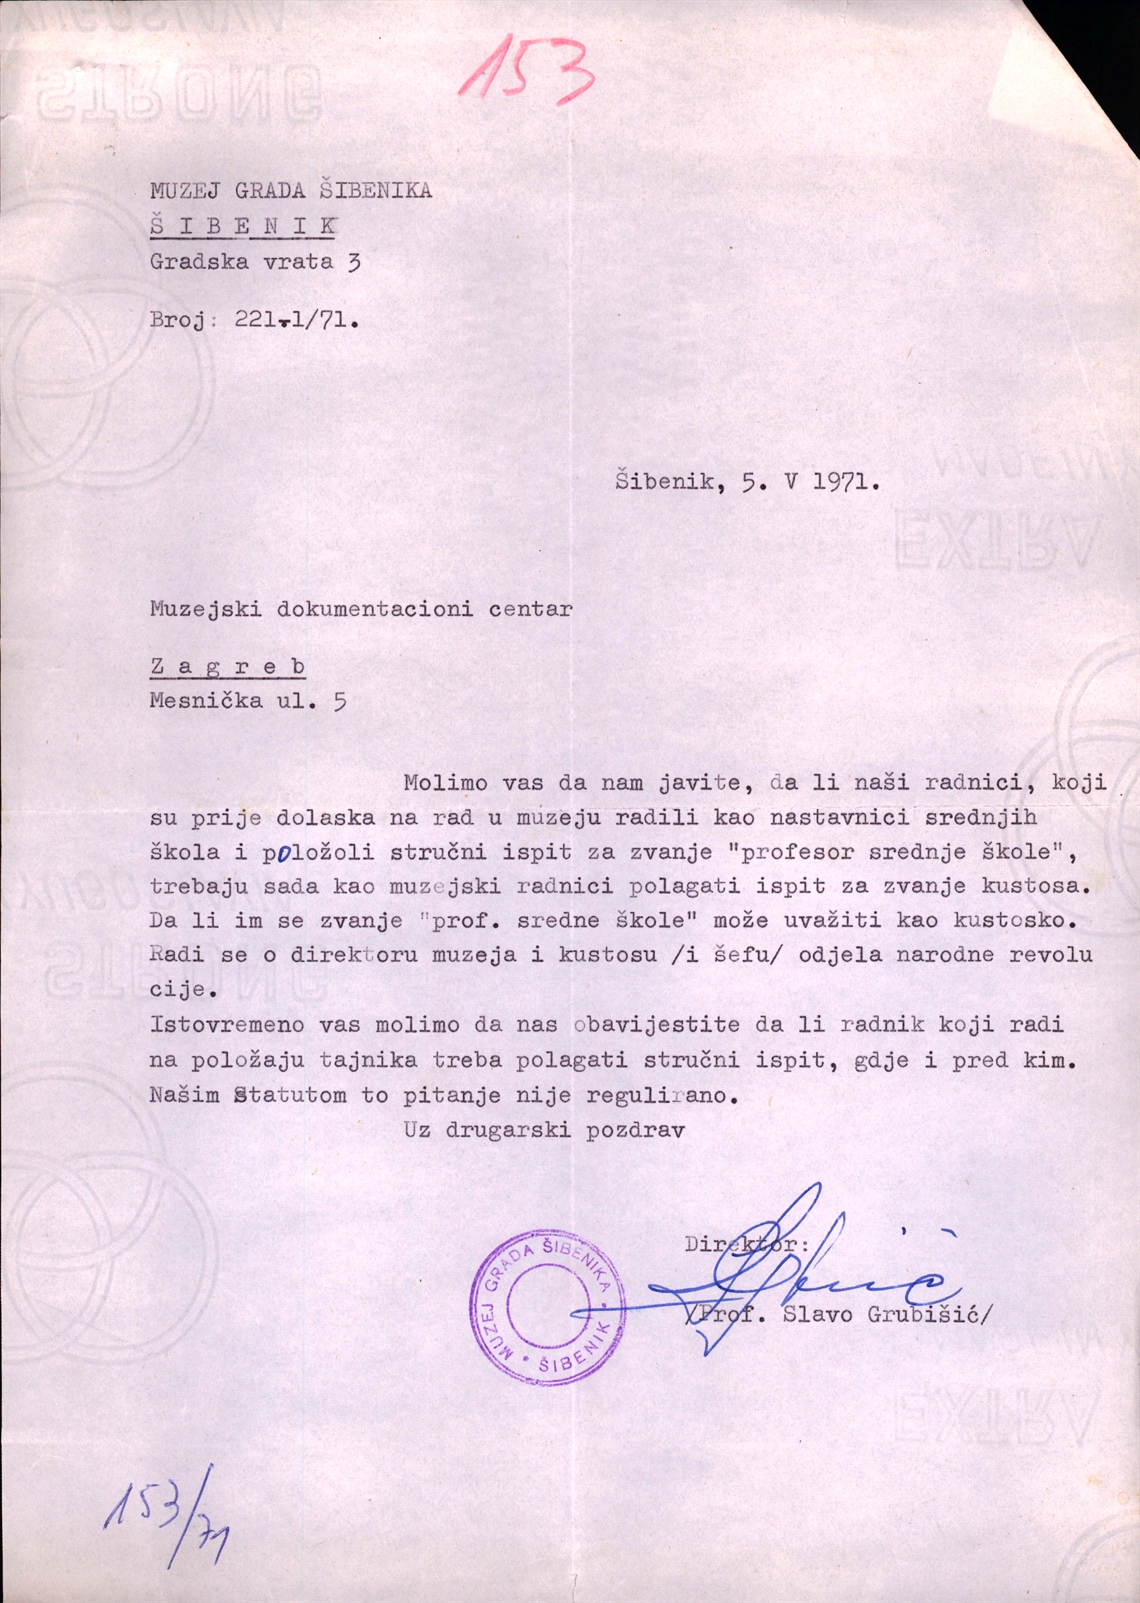 153
MUZEJ GRADA ŠIBENIKA
Š I B E N I K
Gradska vrata 3
Broj: 221-1/71.
Šibenik, 5. V 1971.
Muzejski dokumentacioni centar
Z a g r e b
Mesnička ul. 5
Molimo vas da nam javite, da li naši radnici, koji
su prije dolaska na rad u muzeju radili kao nastavnici srednjih
škola i položoli stručni ispit za zvanje "profesor srednje škole",
trebaju sada kao muzejski radnici polagati ispit za zvanje kustosa.
Da li im se zvanje "prof. sredne škole" može uvažiti kao kustosko.
Radi se o direktoru muzeja i kustosu /i šefu/ odjela narodne revolu
cije.
Istovremeno vas molimo da nas obavijestite da li radnik koji radi
na položaju tajnika treba polagati stručni ispit, gdje i pred kim.
Našim Statutom to pitanje nije regulirano.
Uz drugarski pozdrav
Direktor:
/Prof. Slavo Grubišić/
MUZEJ GRADA ŠIBENIKA • ŠIBENIK •
153/71
STRONG
EXTRA
STRONG
EXTRA